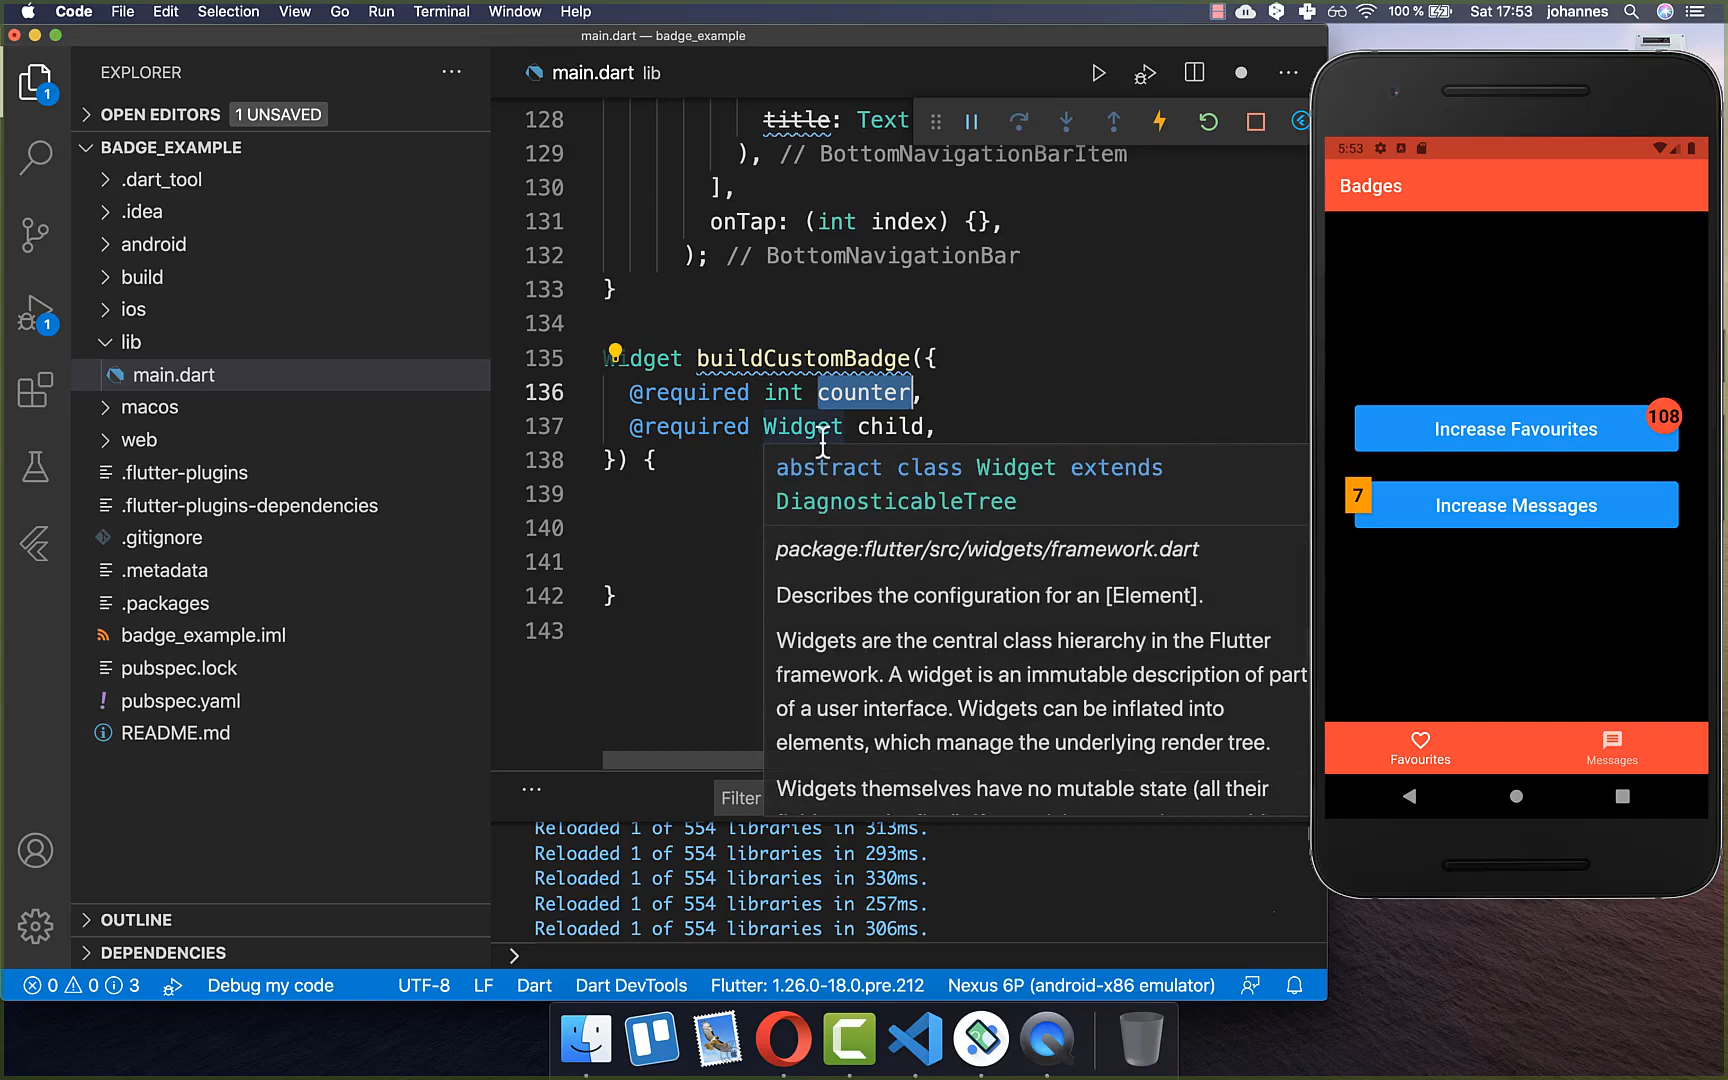 Code File Edit Selection View Go Run Terminal Window Help 100 % Sat 17:53 johannes
main.dart — badge_example
EXPLORER
main.dart lib
OPEN EDITORS 1 UNSAVED
BADGE_EXAMPLE
.dart_tool
.idea
android
build
ios
lib
main.dart
macos
web
.flutter-plugins
.flutter-plugins-dependencies
.gitignore
.metadata
.packages
badge_example.iml
pubspec.lock
pubspec.yaml
README.md
OUTLINE
DEPENDENCIES
1
1
128 title: Text
129 ), // BottomNavigationBarItem
130 ],
131 onTap: (int index) {},
132 ); // BottomNavigationBar
133 }
134
135 Widget buildCustomBadge({
136 @required int counter,
137 @required Widget child,
138 }) {
139
140
141
142 }
143
abstract class Widget extends
DiagnosticableTree
package:flutter/src/widgets/framework.dart
Describes the configuration for an [Element].
Widgets are the central class hierarchy in the Flutter
framework. A widget is an immutable description of part
of a user interface. Widgets can be inflated into
elements, which manage the underlying render tree.
Widgets themselves have no mutable state (all their
Filter
Reloaded 1 of 554 libraries in 313ms.
Reloaded 1 of 554 libraries in 293ms.
Reloaded 1 of 554 libraries in 330ms.
Reloaded 1 of 554 libraries in 257ms.
Reloaded 1 of 554 libraries in 306ms.
0 0 3 Debug my code UTF-8 LF Dart Dart DevTools Flutter: 1.26.0-18.0.pre.212 Nexus 6P (android-x86 emulator)
5:53
Badges
108
Increase Favourites
7
Increase Messages
Favourites Messages